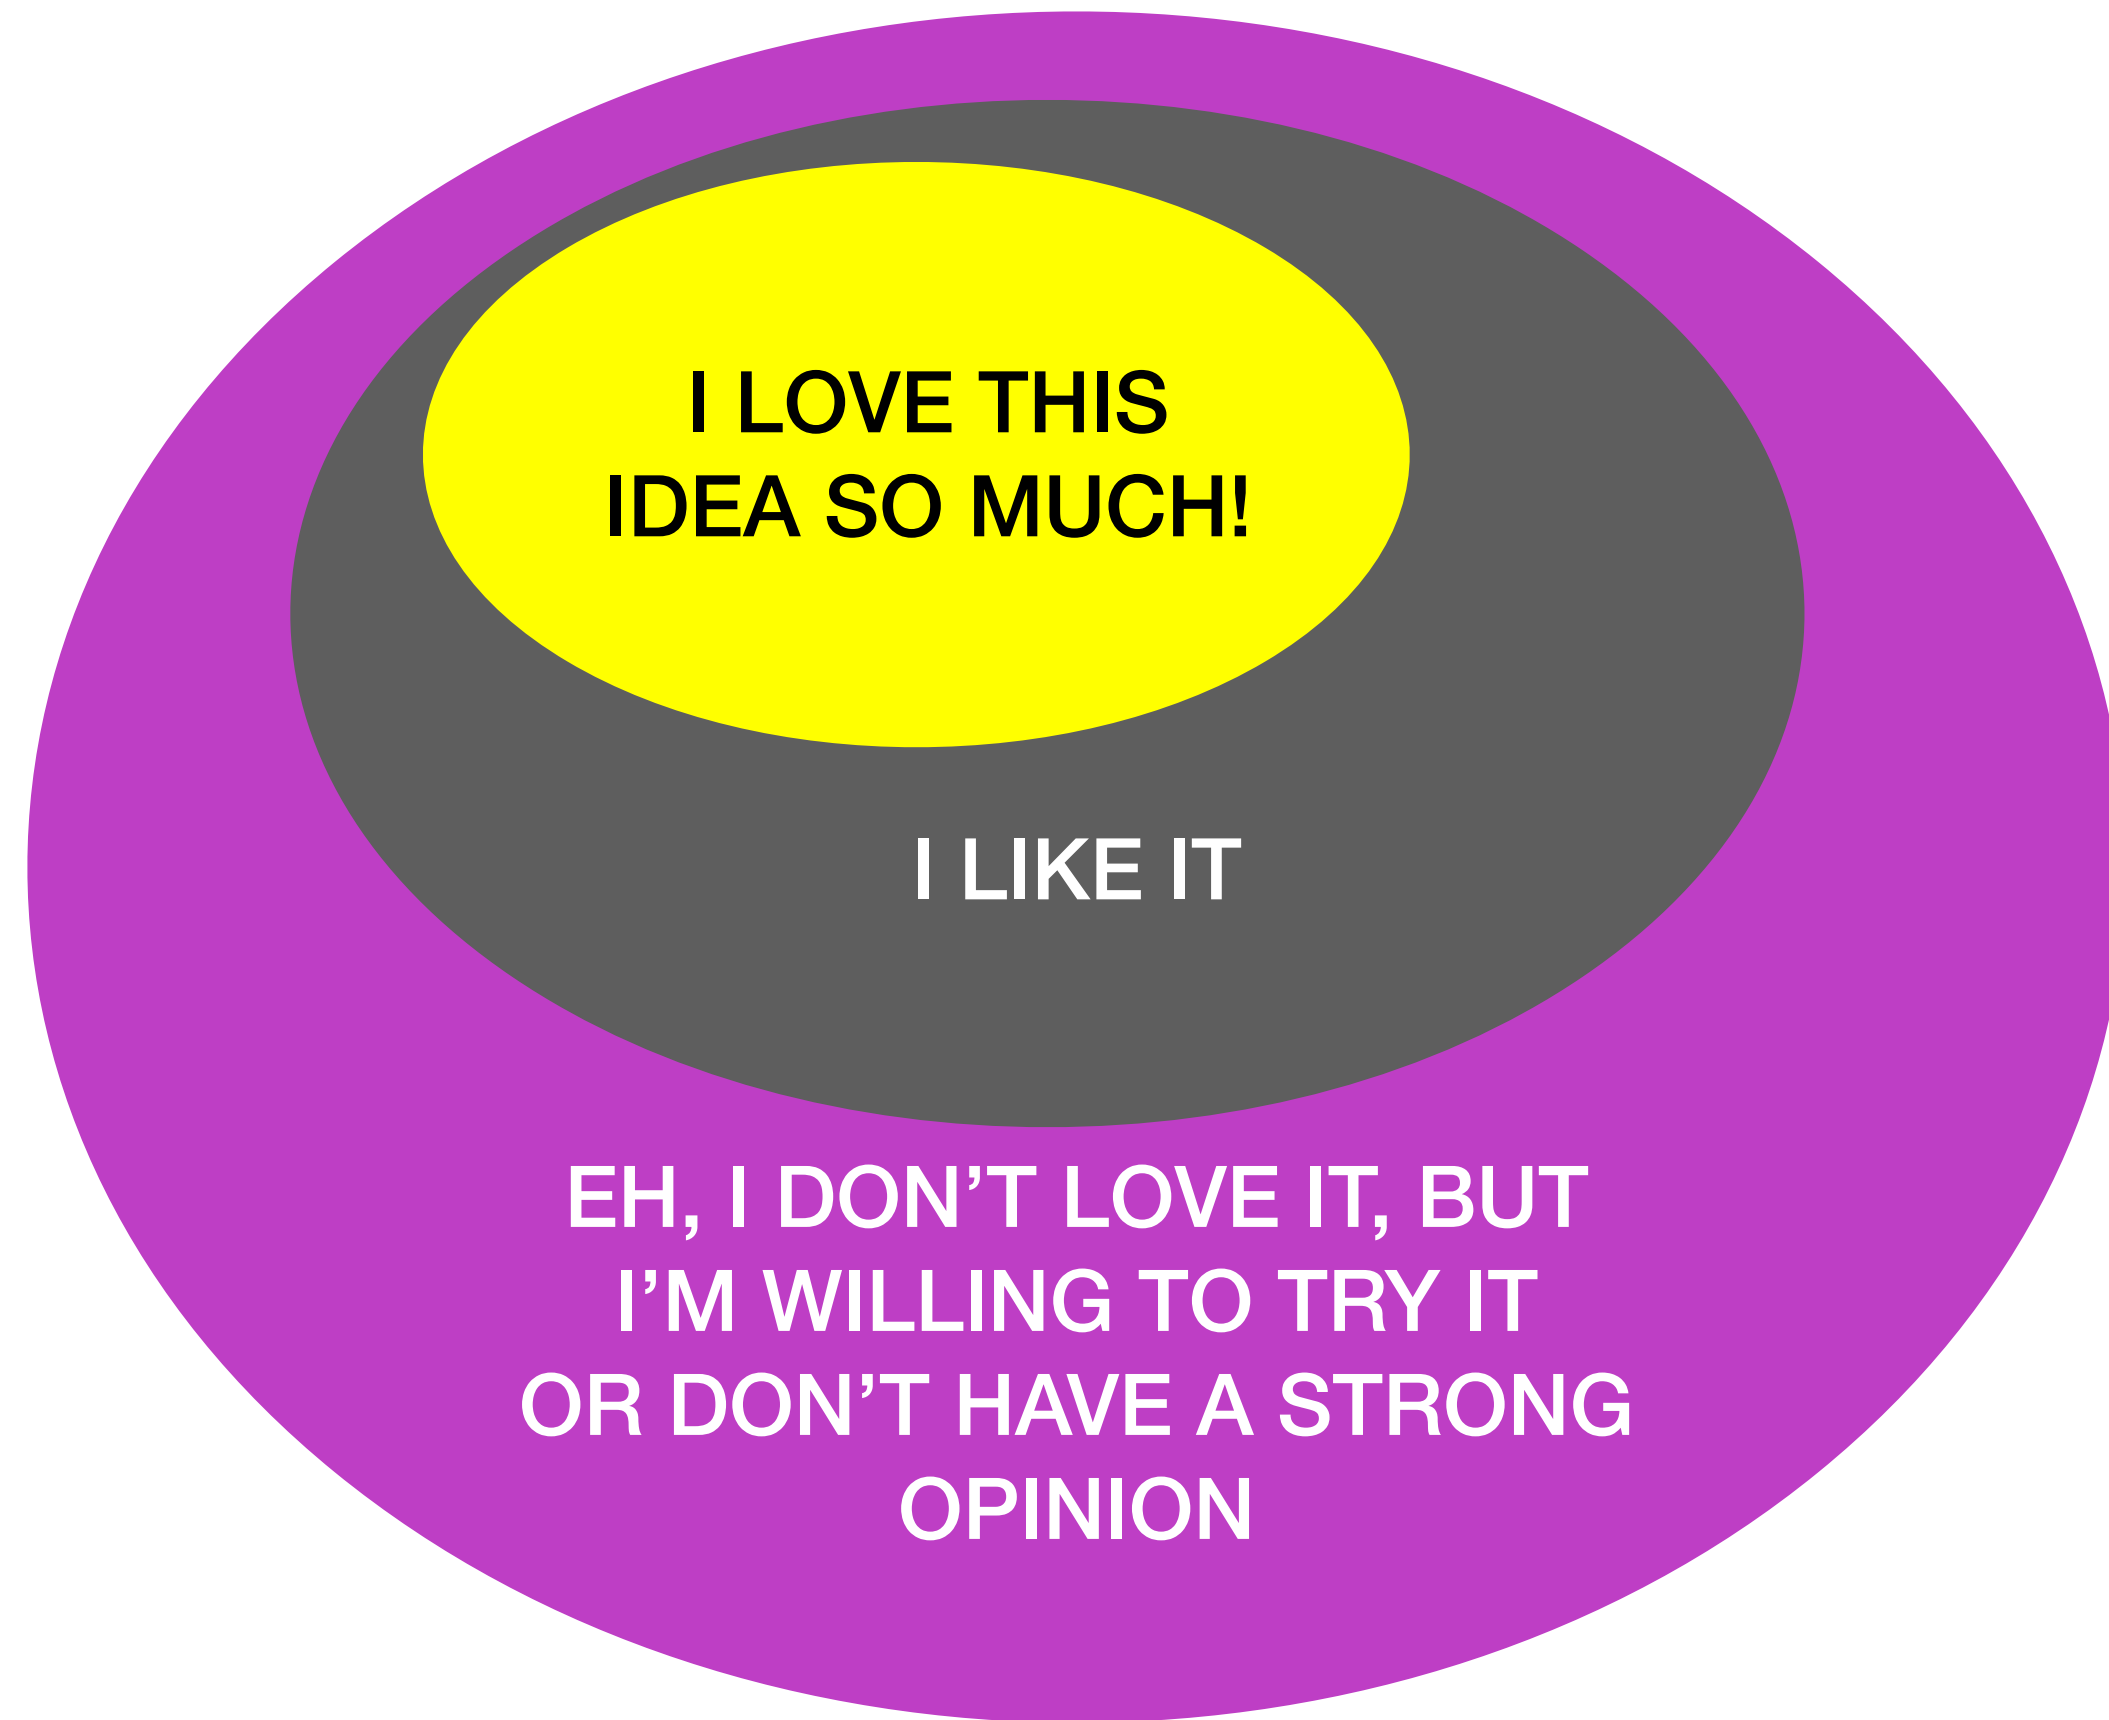 I LOVE THIS
IDEA SO MUCH!
I LIKE IT
EH, I DON’T LOVE IT, BUT
I’M WILLING TO TRY IT
OR DON’T HAVE A STRONG
OPINION